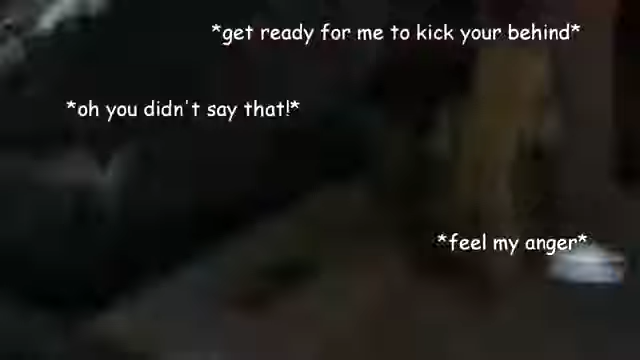 *get ready for me to kick your behind*
*oh you didn't say that!*
*feel my anger*